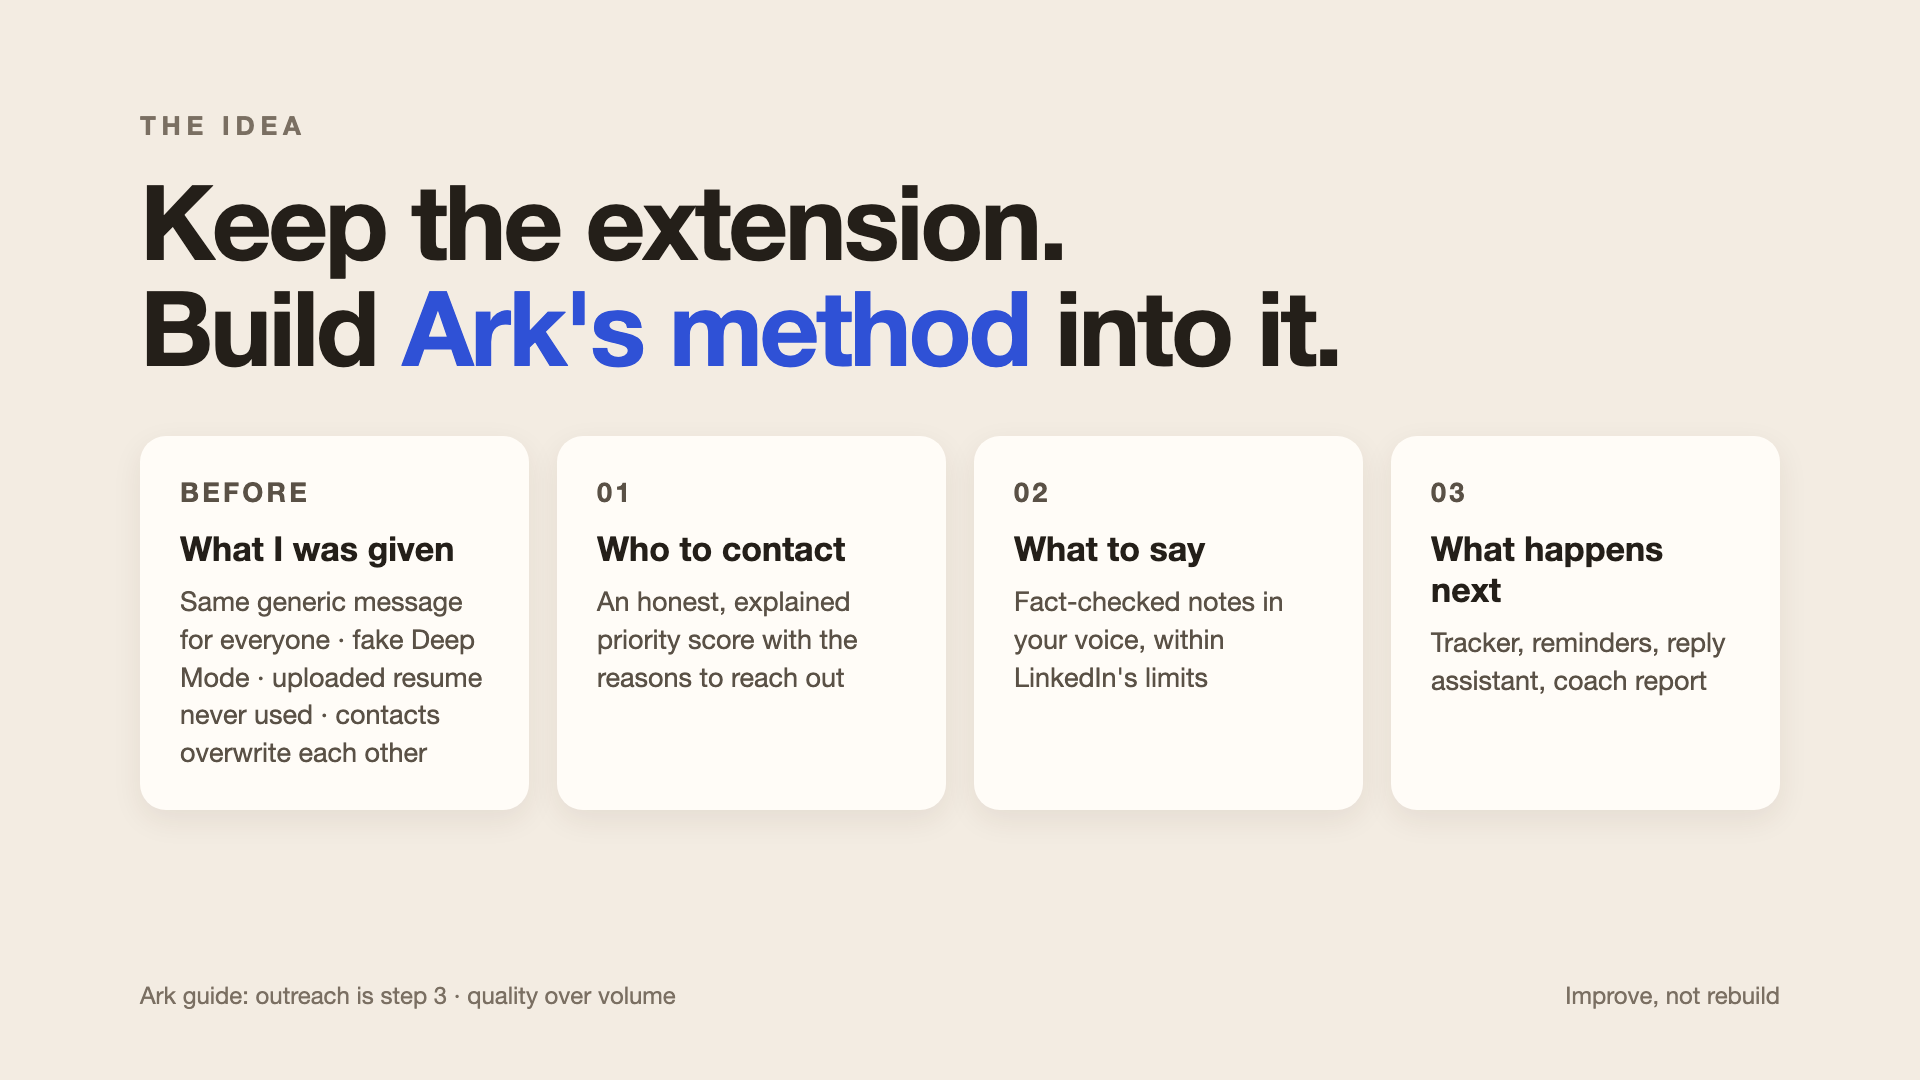 THE IDEA
Keep the extension.
Build Ark's method into it.
BEFORE
What I was given
Same generic message
for everyone · fake Deep
Mode · uploaded resume
never used · contacts
overwrite each other
01
Who to contact
An honest, explained
priority score with the
reasons to reach out
02
What to say
Fact-checked notes in
your voice, within
LinkedIn's limits
03
What happens
next
Tracker, reminders, reply
assistant, coach report
Ark guide: outreach is step 3 · quality over volume
Improve, not rebuild